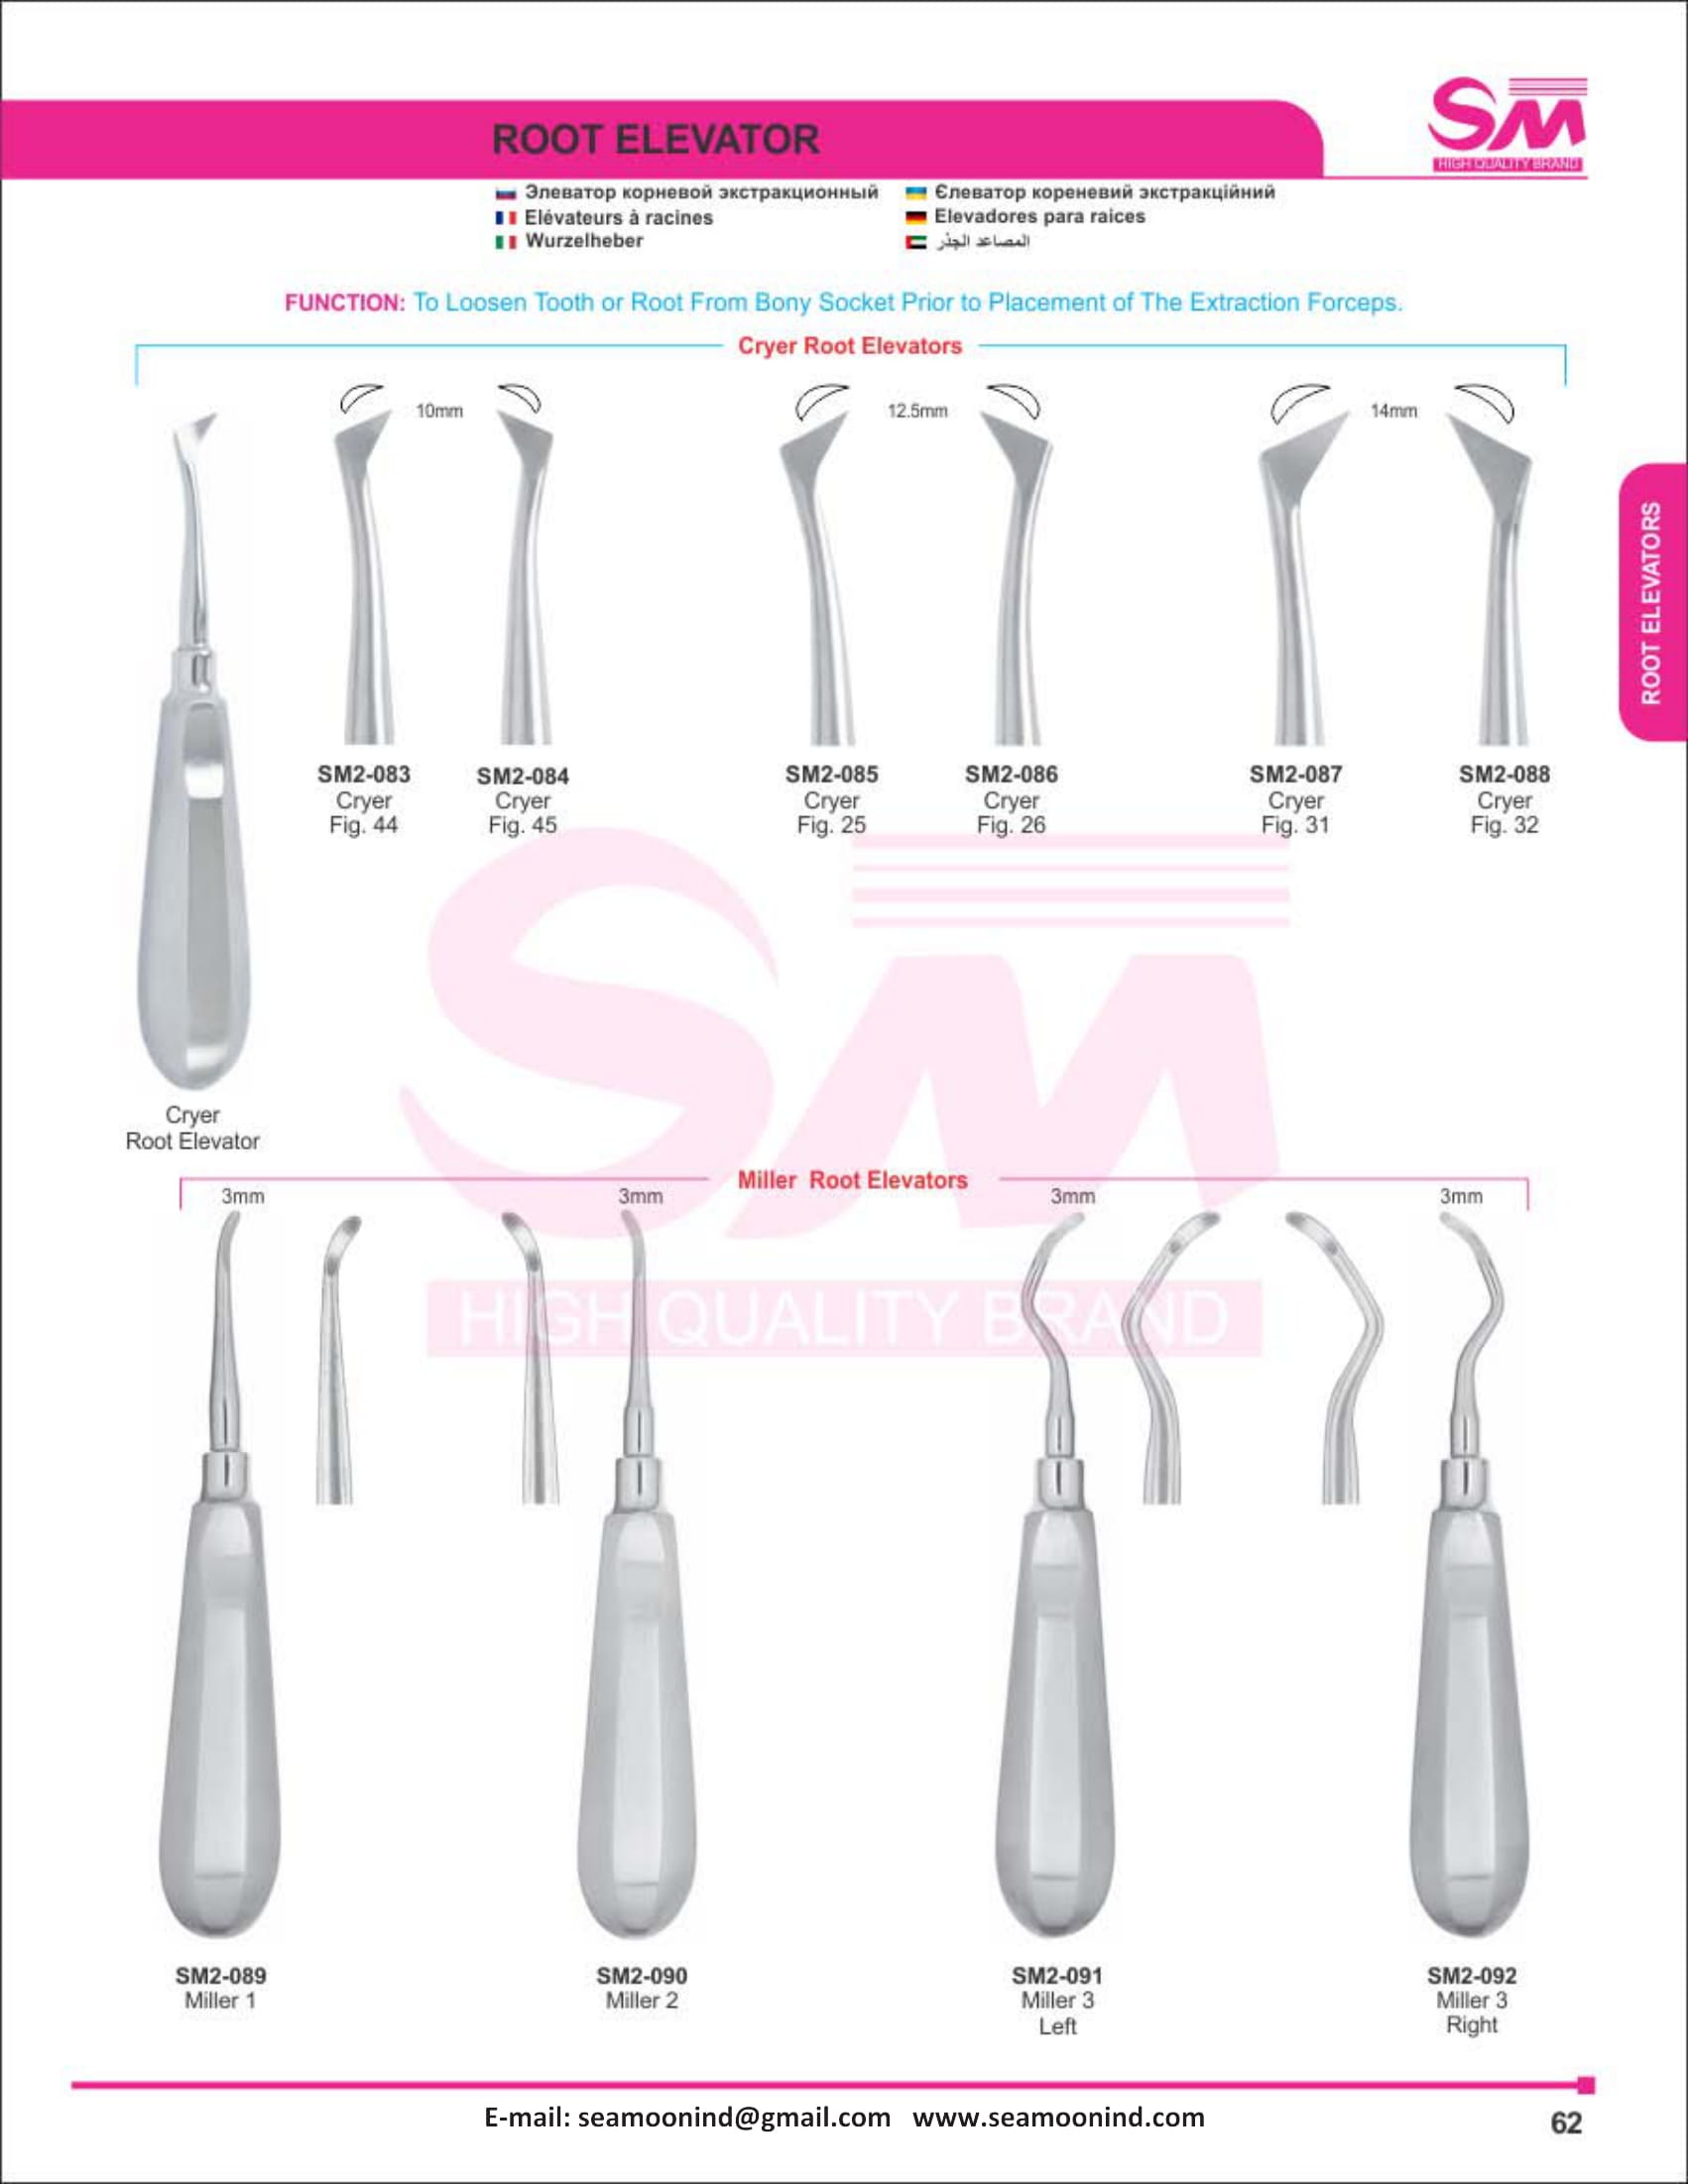 SM
HIGH QUALITY BRAND
ROOT ELEVATOR
Элеватор корневой экстракционный
Єлеватор кореневий экстракційний
Elévateurs à racines
Elevadores para raices
Wurzelheber
المصاعد الجذر
FUNCTION: To Loosen Tooth or Root From Bony Socket Prior to Placement of The Extraction Forceps.
Cryer Root Elevators
10mm
12.5mm
14mm
ROOT ELEVATORS
SM2-083
Cryer
Fig. 44
SM2-084
Cryer
Fig. 45
SM2-085
Cryer
Fig. 25
SM2-086
Cryer
Fig. 26
SM2-087
Cryer
Fig. 31
SM2-088
Cryer
Fig. 32
Cryer
Root Elevator
SM
HIGH QUALITY BRAND
Miller Root Elevators
3mm
3mm
3mm
3mm
SM2-089
Miller 1
SM2-090
Miller 2
SM2-091
Miller 3
Left
SM2-092
Miller 3
Right
E-mail: seamoonind@gmail.com www.seamoonind.com
62